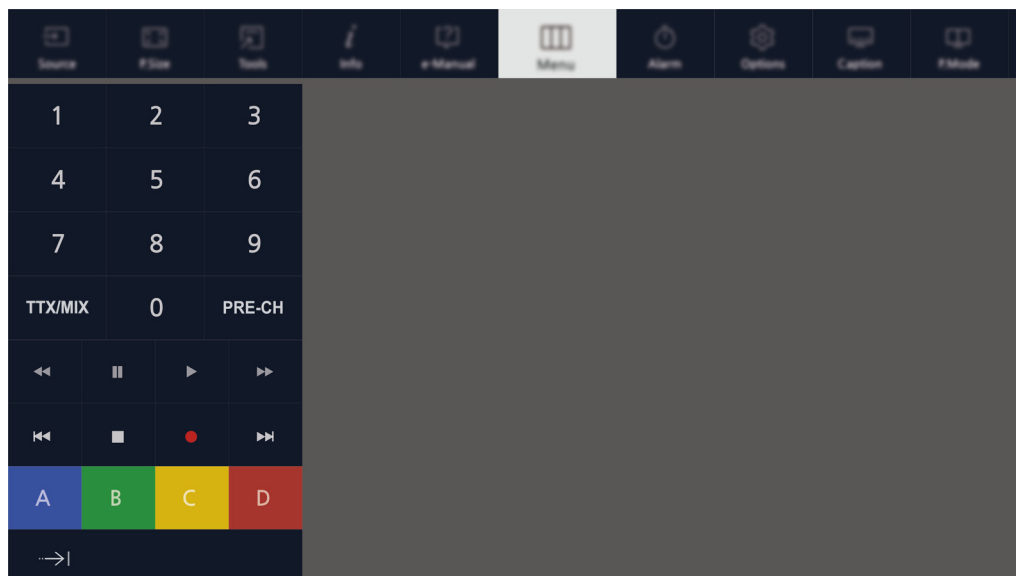 Source P.Size Tools Info e-Manual Menu Alarm Options Caption P.Mode
1 2 3
4 5 6
7 8 9
TTX/MIX 0 PRE-CH
A B C D